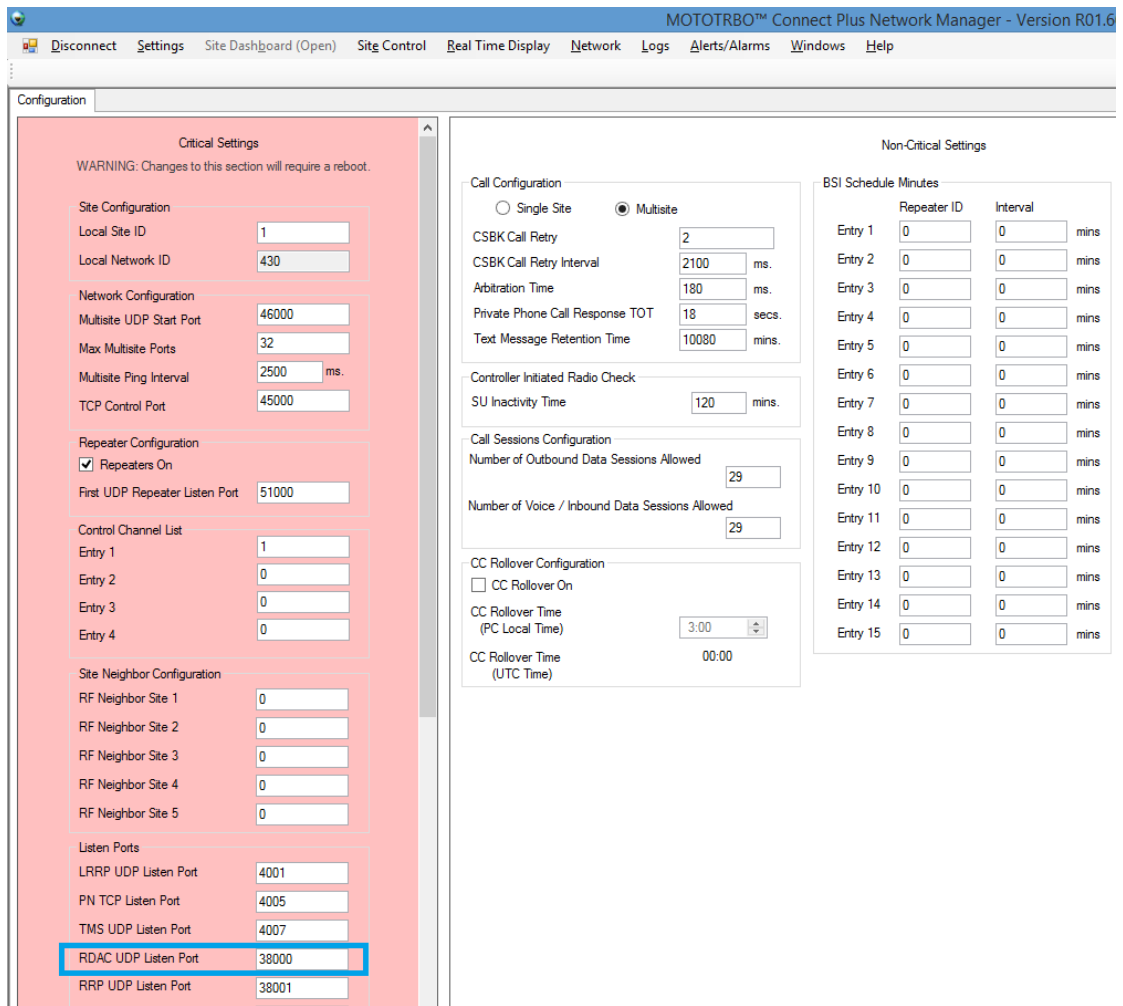 MOTOTRBO™ Connect Plus Network Manager - Version R01.6
Disconnect Settings Site Dashboard (Open) Site Control Real Time Display Network Logs Alerts/Alarms Windows Help
Configuration
Critical Settings
WARNING: Changes to this section will require a reboot.
Site Configuration
Local Site ID 1
Local Network ID 430
Network Configuration
Multisite UDP Start Port 46000
Max Multisite Ports 32
Multisite Ping Interval 2500 ms.
TCP Control Port 45000
Repeater Configuration
Repeaters On
First UDP Repeater Listen Port 51000
Control Channel List
Entry 1 1
Entry 2 0
Entry 3 0
Entry 4 0
Site Neighbor Configuration
RF Neighbor Site 1 0
RF Neighbor Site 2 0
RF Neighbor Site 3 0
RF Neighbor Site 4 0
RF Neighbor Site 5 0
Listen Ports
LRRP UDP Listen Port 4001
PN TCP Listen Port 4005
TMS UDP Listen Port 4007
RDAC UDP Listen Port 38000
RRP UDP Listen Port 38001
Non-Critical Settings
Call Configuration
Single Site Multisite
CSBK Call Retry 2
CSBK Call Retry Interval 2100 ms.
Arbitration Time 180 ms.
Private Phone Call Response TOT 18 secs.
Text Message Retention Time 10080 mins.
Controller Initiated Radio Check
SU Inactivity Time 120 mins.
Call Sessions Configuration
Number of Outbound Data Sessions Allowed
29
Number of Voice / Inbound Data Sessions Allowed
29
CC Rollover Configuration
CC Rollover On
CC Rollover Time
(PC Local Time) 3:00
CC Rollover Time 00:00
(UTC Time)
BSI Schedule Minutes
Repeater ID Interval
Entry 1 0 0 mins
Entry 2 0 0 mins
Entry 3 0 0 mins
Entry 4 0 0 mins
Entry 5 0 0 mins
Entry 6 0 0 mins
Entry 7 0 0 mins
Entry 8 0 0 mins
Entry 9 0 0 mins
Entry 10 0 0 mins
Entry 11 0 0 mins
Entry 12 0 0 mins
Entry 13 0 0 mins
Entry 14 0 0 mins
Entry 15 0 0 mins